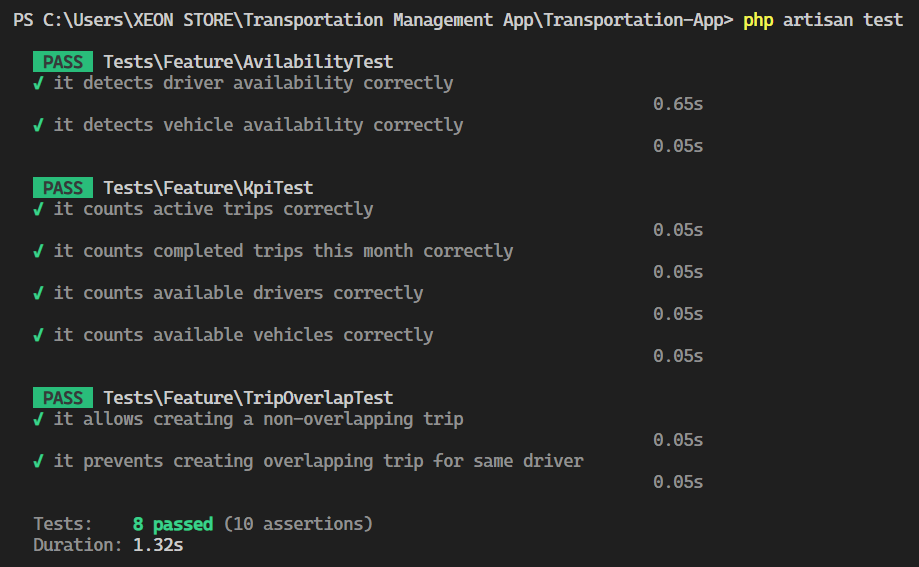 PS C:\Users\XEON STORE\Transportation Management App\Transportation-App> php artisan test
PASS Tests\Feature\AvilabilityTest
✓ it detects driver availability correctly
0.65s
✓ it detects vehicle availability correctly
0.05s
PASS Tests\Feature\KpiTest
✓ it counts active trips correctly
0.05s
✓ it counts completed trips this month correctly
0.05s
✓ it counts available drivers correctly
0.05s
✓ it counts available vehicles correctly
0.05s
PASS Tests\Feature\TripOverlapTest
✓ it allows creating a non-overlapping trip
0.05s
✓ it prevents creating overlapping trip for same driver
0.05s
Tests: 8 passed (10 assertions)
Duration: 1.32s